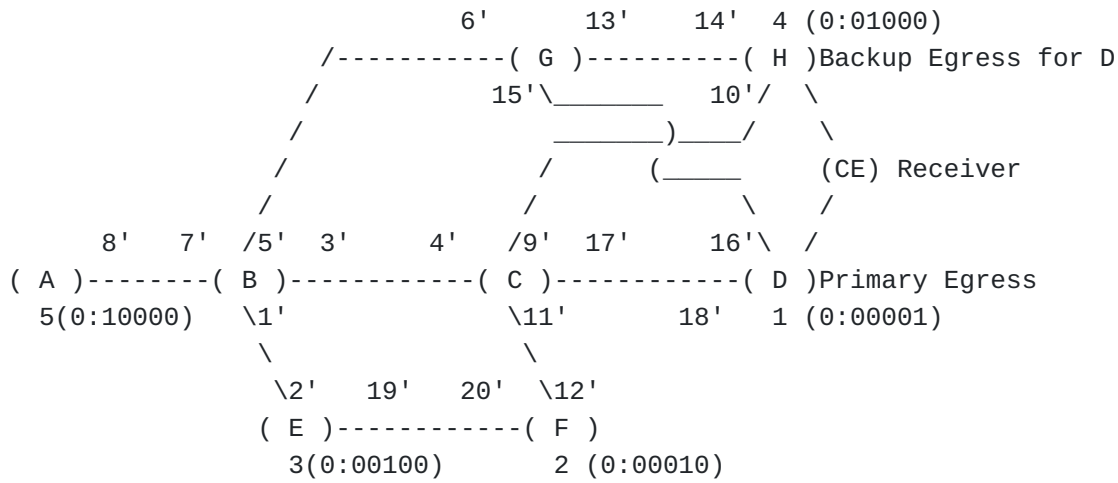 6' 13' 14' 4 (0:01000)
/-----------( G )----------( H )Backup Egress for D
/ 15'\_______ 10'/ \
/ _______)____/ \
/ / (_____ (CE) Receiver
/ / \ /
8' 7' /5' 3' 4' /9' 17' 16'\ /
( A )--------( B )------------( C )------------( D )Primary Egress
5(0:10000) \1' \11' 18' 1 (0:00001)
\ \
\2' 19' 20' \12'
( E )------------( F )
3(0:00100) 2 (0:00010)